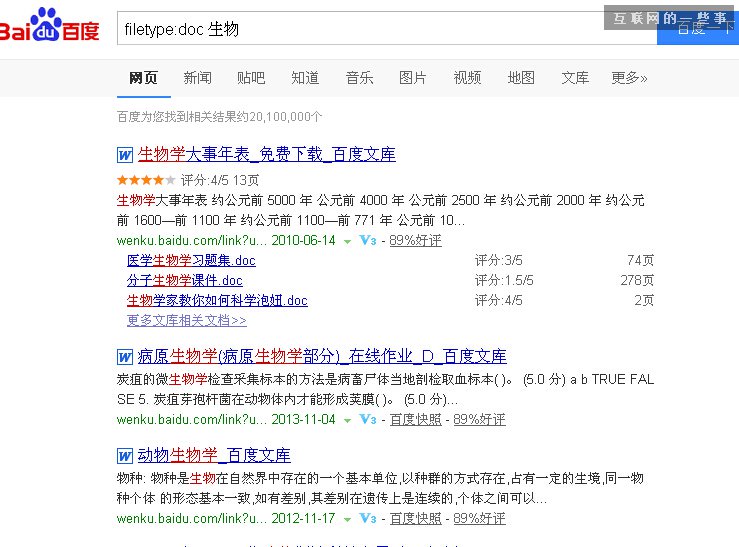 Bai du 百度
filetype:doc 生物
互联网的一些事
百度一下
网页 新闻 贴吧 知道 音乐 图片 视频 地图 文库 更多»
百度为您找到相关结果约20,100,000个
W 生物学大事年表_免费下载_百度文库
评分:4/5 13页
生物学大事年表 约公元前 5000 年 公元前 4000 年 公元前 2500 年 约公元前 2000 年 约公元
前 1600—前 1100 年 约公元前 1100—前 771 年 公元前 10...
wenku.baidu.com/link?u... 2010-06-14 V3 - 89%好评
医学生物学习题集.doc 评分:3/5 74页
分子生物学课件.doc 评分:1.5/5 278页
生物学家教你如何科学泡妞.doc 评分:4/5 2页
更多文库相关文档>>
W 病原生物学(病原生物学部分)_在线作业_D_百度文库
炭疽的微生物学检查采集标本的方法是病畜尸体当地剖检取血标本( )。 (5.0 分) a b TRUE FAL
SE 5. 炭疽芽孢杆菌在动物体内才能形成荚膜( )。 (5.0 分)...
wenku.baidu.com/link?u... 2013-11-04 V3 - 百度快照 - 89%好评
W 动物生物学_百度文库
物种: 物种是生物在自然界中存在的一个基本单位,以种群的方式存在,占有一定的生境,同一物
种个体 的形态基本一致,如有差别,其差别在遗传上是连续的,个体之间可以...
wenku.baidu.com/link?u... 2012-11-17 V3 - 百度快照 - 89%好评